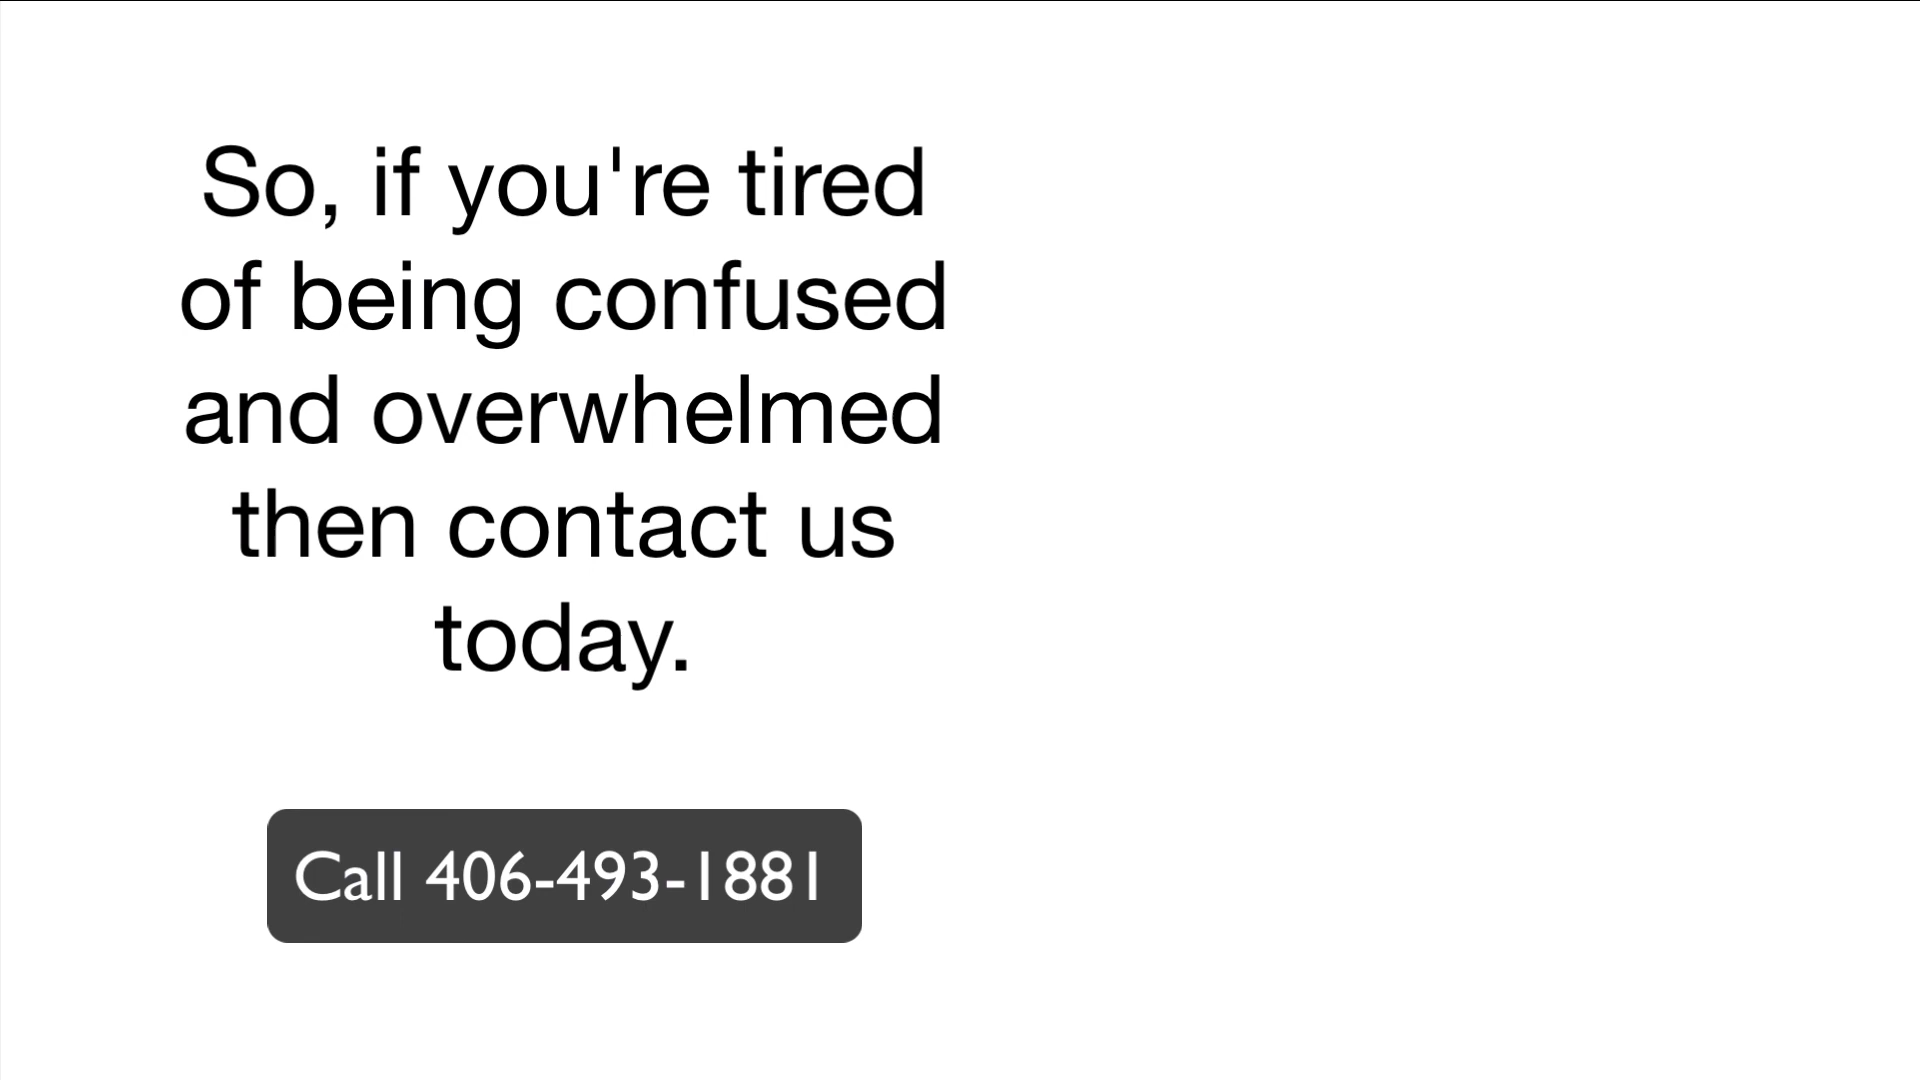 So, if you're tired
of being confused
and overwhelmed
then contact us
today.
Call 406-493-1881